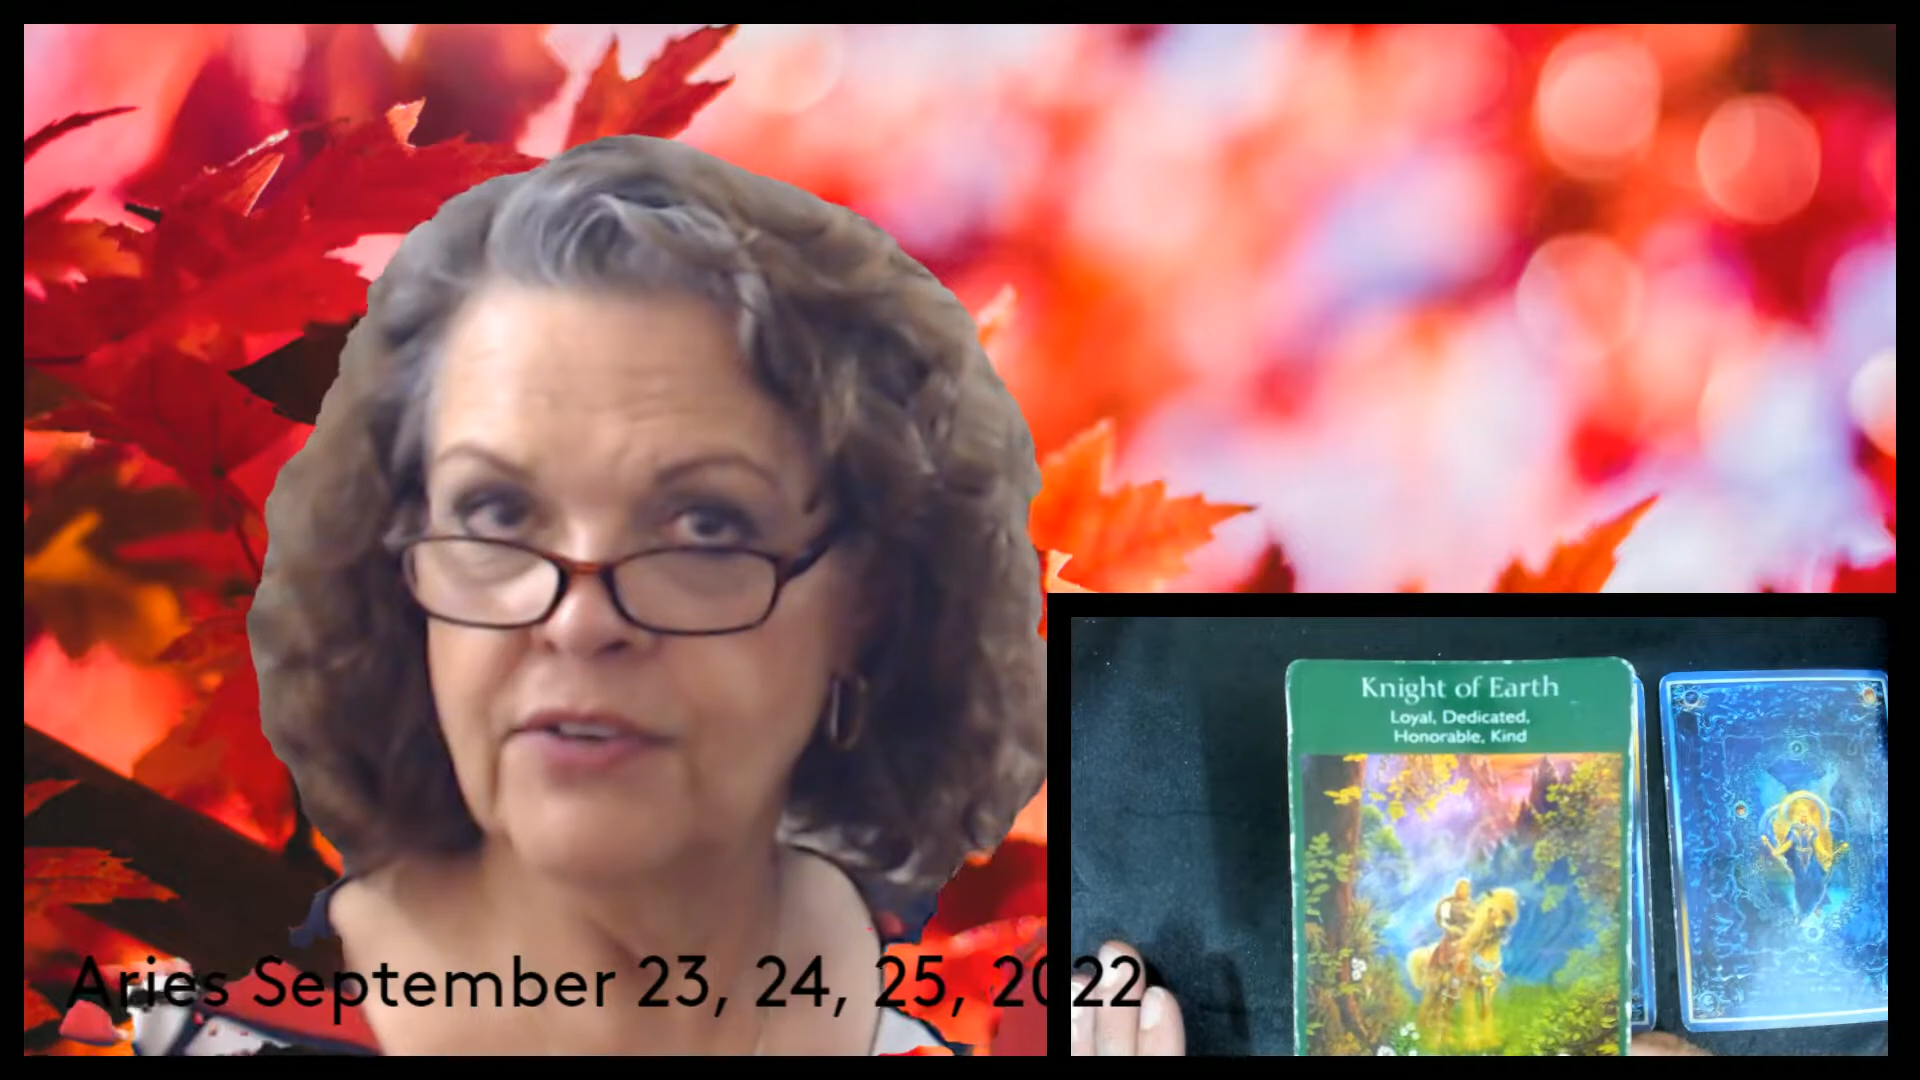 Knight of Earth
Loyal, Dedicated,
Honorable, Kind
Aries September 23, 24, 25, 2022